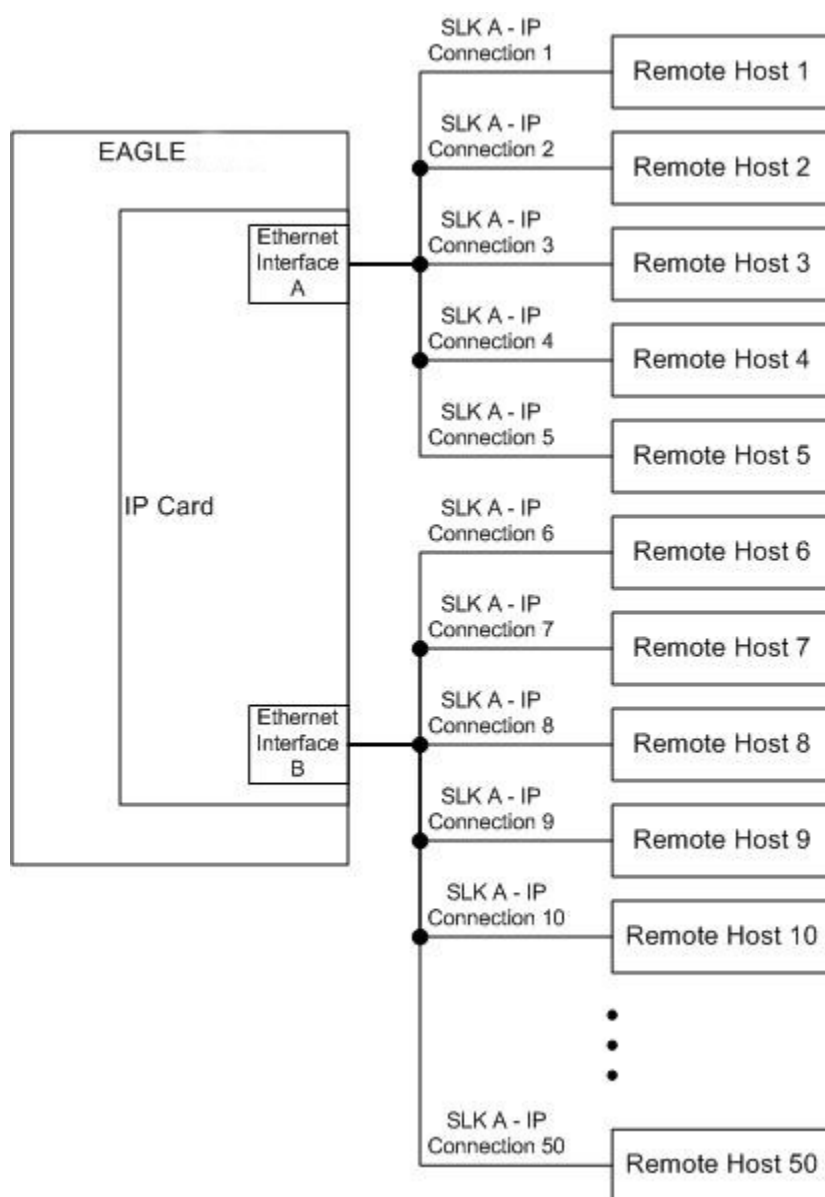 EAGLE
Ethernet
Interface
A
IP Card
Ethernet
Interface
B
SLK A - IP
Connection 1
Remote Host 1
SLK A - IP
Connection 2
Remote Host 2
SLK A - IP
Connection 3
Remote Host 3
SLK A - IP
Connection 4
Remote Host 4
SLK A - IP
Connection 5
Remote Host 5
SLK A - IP
Connection 6
Remote Host 6
SLK A - IP
Connection 7
Remote Host 7
SLK A - IP
Connection 8
Remote Host 8
SLK A - IP
Connection 9
Remote Host 9
SLK A - IP
Connection 10
Remote Host 10
SLK A - IP
Connection 50
Remote Host 50